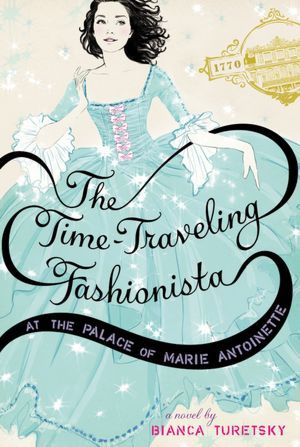 1770
The
Time-Traveling
Fashionista
AT THE PALACE OF MARIE ANTOINETTE
a novel by
BIANCA TURETSKY